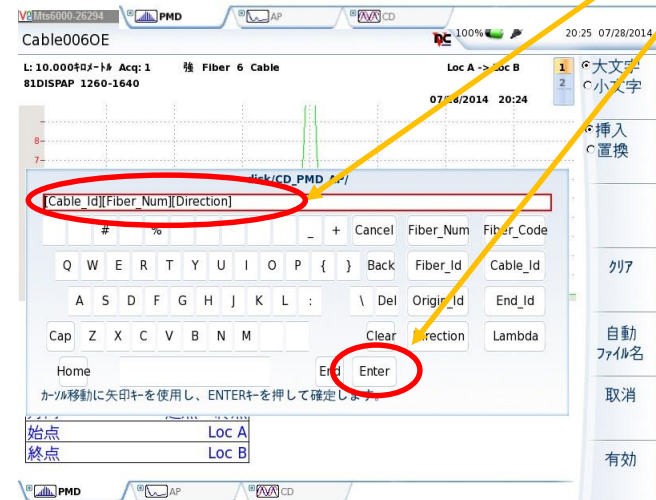 Mts6000-26294 PMD AP CD
Cable006OE 100% 20:25 07/28/2014
L: 10.000ｷﾛﾒｰﾄﾙ Acq: 1 強 Fiber 6 Cable Loc A -> Loc B
81DISPAP 1260-1640
07/28/2014 20:24
1
2
大文字
小文字
挿入
置換
8
7
disk/CD_PMD_AP/
[Cable_Id][Fiber_Num][Direction]
# % _ + Cancel Fiber_Num Fiber_Code
Q W E R T Y U I O P { } Back Fiber_Id Cable_Id
クリア
A S D F G H J K L : \ Del Origin_Id End_Id
Cap Z X C V B N M Clear Direction Lambda
自動
ﾌｧｲﾙ名
Home End Enter
ｶｰｿﾙ移動に矢印ｷｰを使用し、ENTERｷｰを押して確定します。
取消
始点 Loc A
終点 Loc B
有効
PMD AP CD